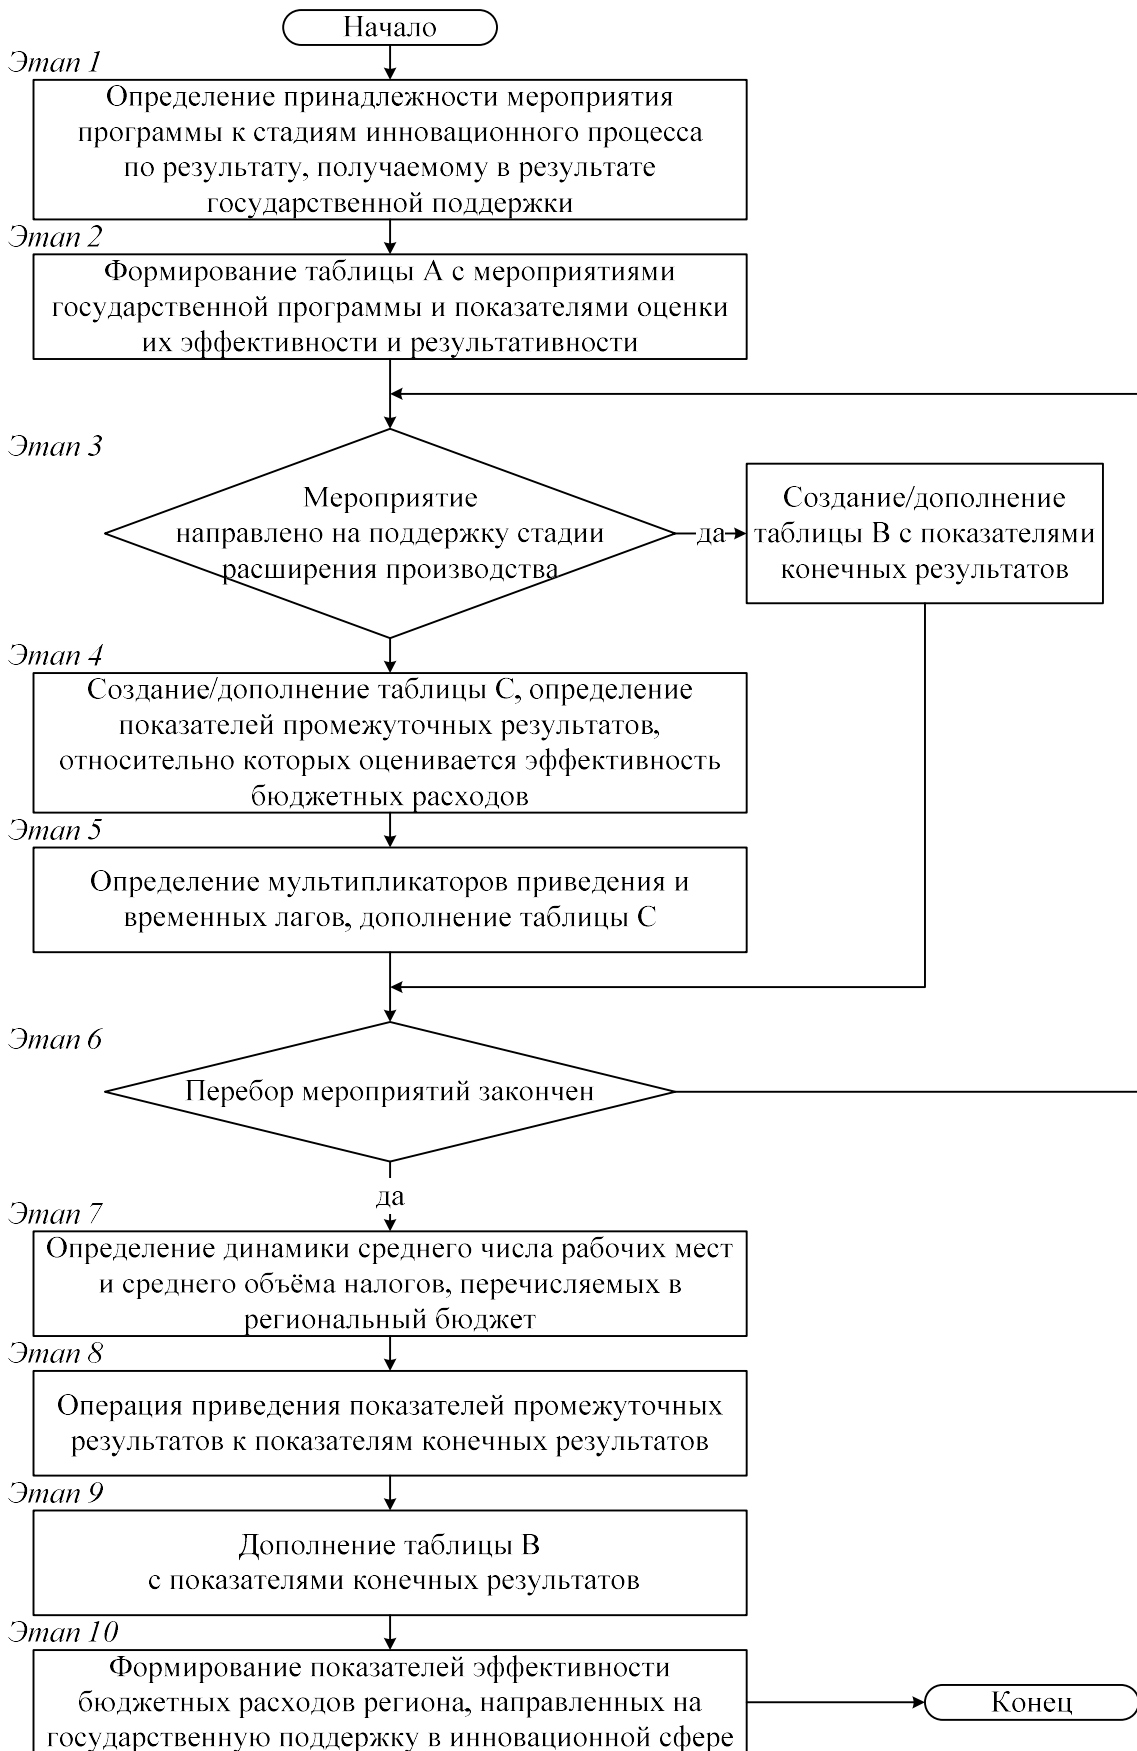 Начало
Этап 1
Определение принадлежности мероприятия
программы к стадиям инновационного процесса
по результату, получаемому в результате
государственной поддержки
Этап 2
Формирование таблицы А с мероприятиями
государственной программы и показателями оценки
их эффективности и результативности
Этап 3
Мероприятие
направлено на поддержку стадии
расширения производства
да
Создание/дополнение
таблицы В с показателями
конечных результатов
Этап 4
Создание/дополнение таблицы С, определение
показателей промежуточных результатов,
относительно которых оценивается эффективность
бюджетных расходов
Этап 5
Определение мультипликаторов приведения и
временных лагов, дополнение таблицы С
Этап 6
Перебор мероприятий закончен
да
Этап 7
Определение динамики среднего числа рабочих мест
и среднего объёма налогов, перечисляемых в
региональный бюджет
Этап 8
Операция приведения показателей промежуточных
результатов к показателям конечных результатов
Этап 9
Дополнение таблицы В
с показателями конечных результатов
Этап 10
Формирование показателей эффективности
бюджетных расходов региона, направленных на
государственную поддержку в инновационной сфере
Конец